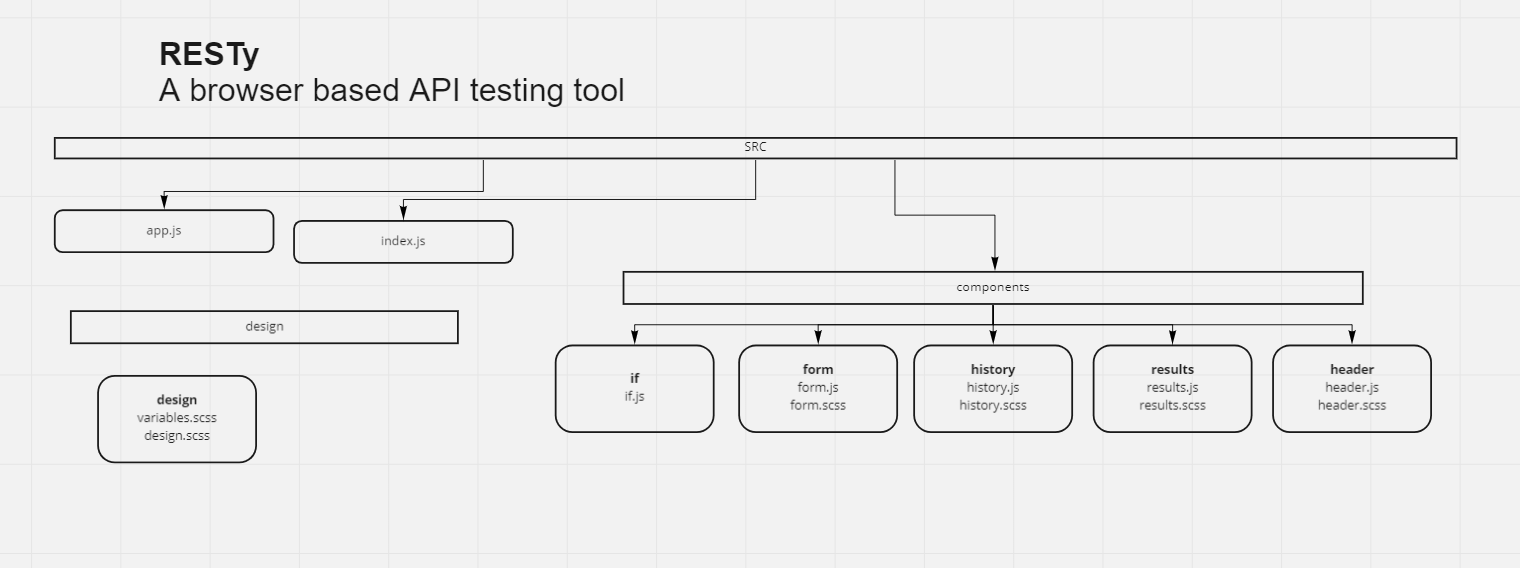 RESTy
A browser based API testing tool
SRC
app.js
index.js
components
design
if
if.js
form
form.js
form.scss
history
history.js
history.scss
results
results.js
results.scss
header
header.js
header.scss
design
variables.scss
design.scss